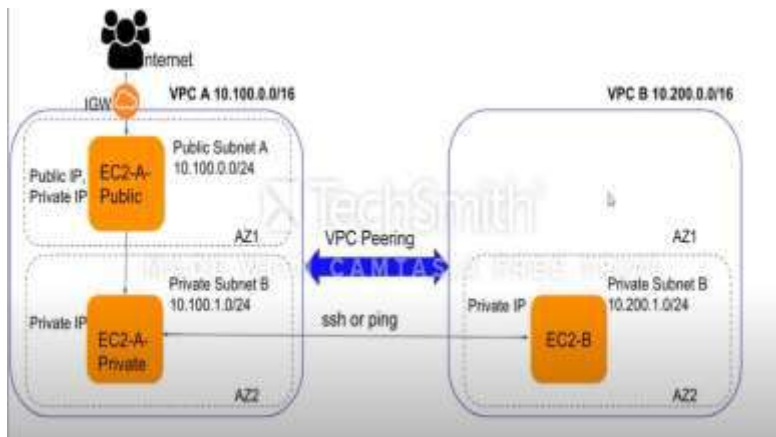 Internet
IGW
VPC A 10.100.0.0/16
VPC B 10.200.0.0/16
Public IP,
Private IP
EC2-A-
Public
Public Subnet A
10.100.0.0/24
AZ1
TechSmith
VPC Peering
AZ1
Private IP
EC2-A-
Private
Private Subnet B
10.100.1.0/24
AZ2
ssh or ping
Private IP
EC2-B
Private Subnet B
10.200.1.0/24
AZ2